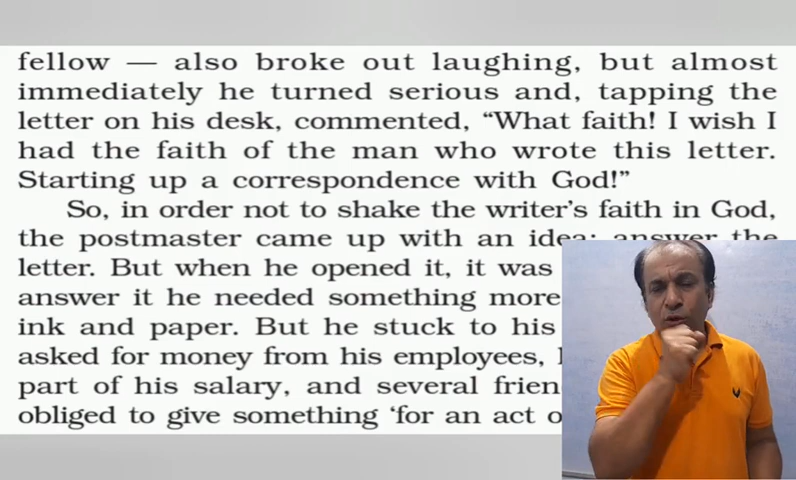 fellow — also broke out laughing, but almost
immediately he turned serious and, tapping the
letter on his desk, commented, “What faith! I wish I
had the faith of the man who wrote this letter.
Starting up a correspondence with God!”
So, in order not to shake the writer’s faith in God,
the postmaster came up with an idea: answer the
letter. But when he opened it, it was
answer it he needed something more
ink and paper. But he stuck to his
asked for money from his employees,
part of his salary, and several
obliged to give something ‘for an act